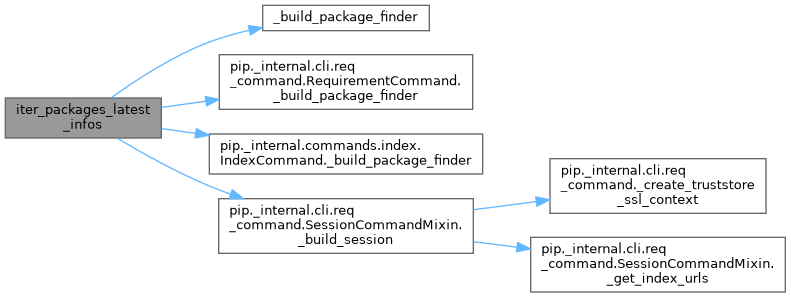 _build_package_finder
pip._internal.cli.req
_command.RequirementCommand.
_build_package_finder
iter_packages_latest
_infos
pip._internal.commands.index.
IndexCommand._build_package_finder
pip._internal.cli.req
_command._create_truststore
_ssl_context
pip._internal.cli.req
_command.SessionCommandMixin.
_build_session
pip._internal.cli.req
_command.SessionCommandMixin.
_get_index_urls